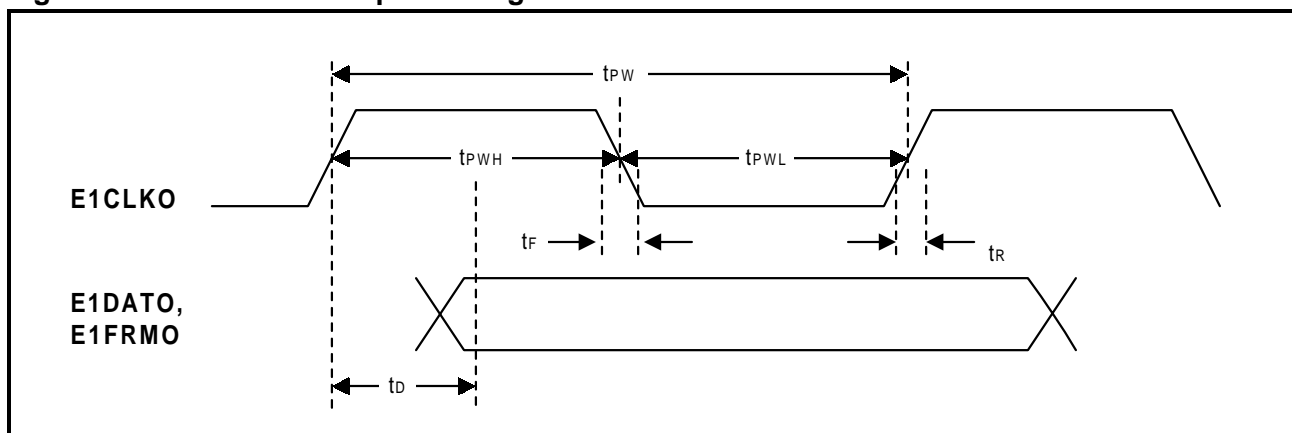 tPW
tPWH
tPWL
E1CLKO
tF
tR
E1DATO,
E1FRMO
tD